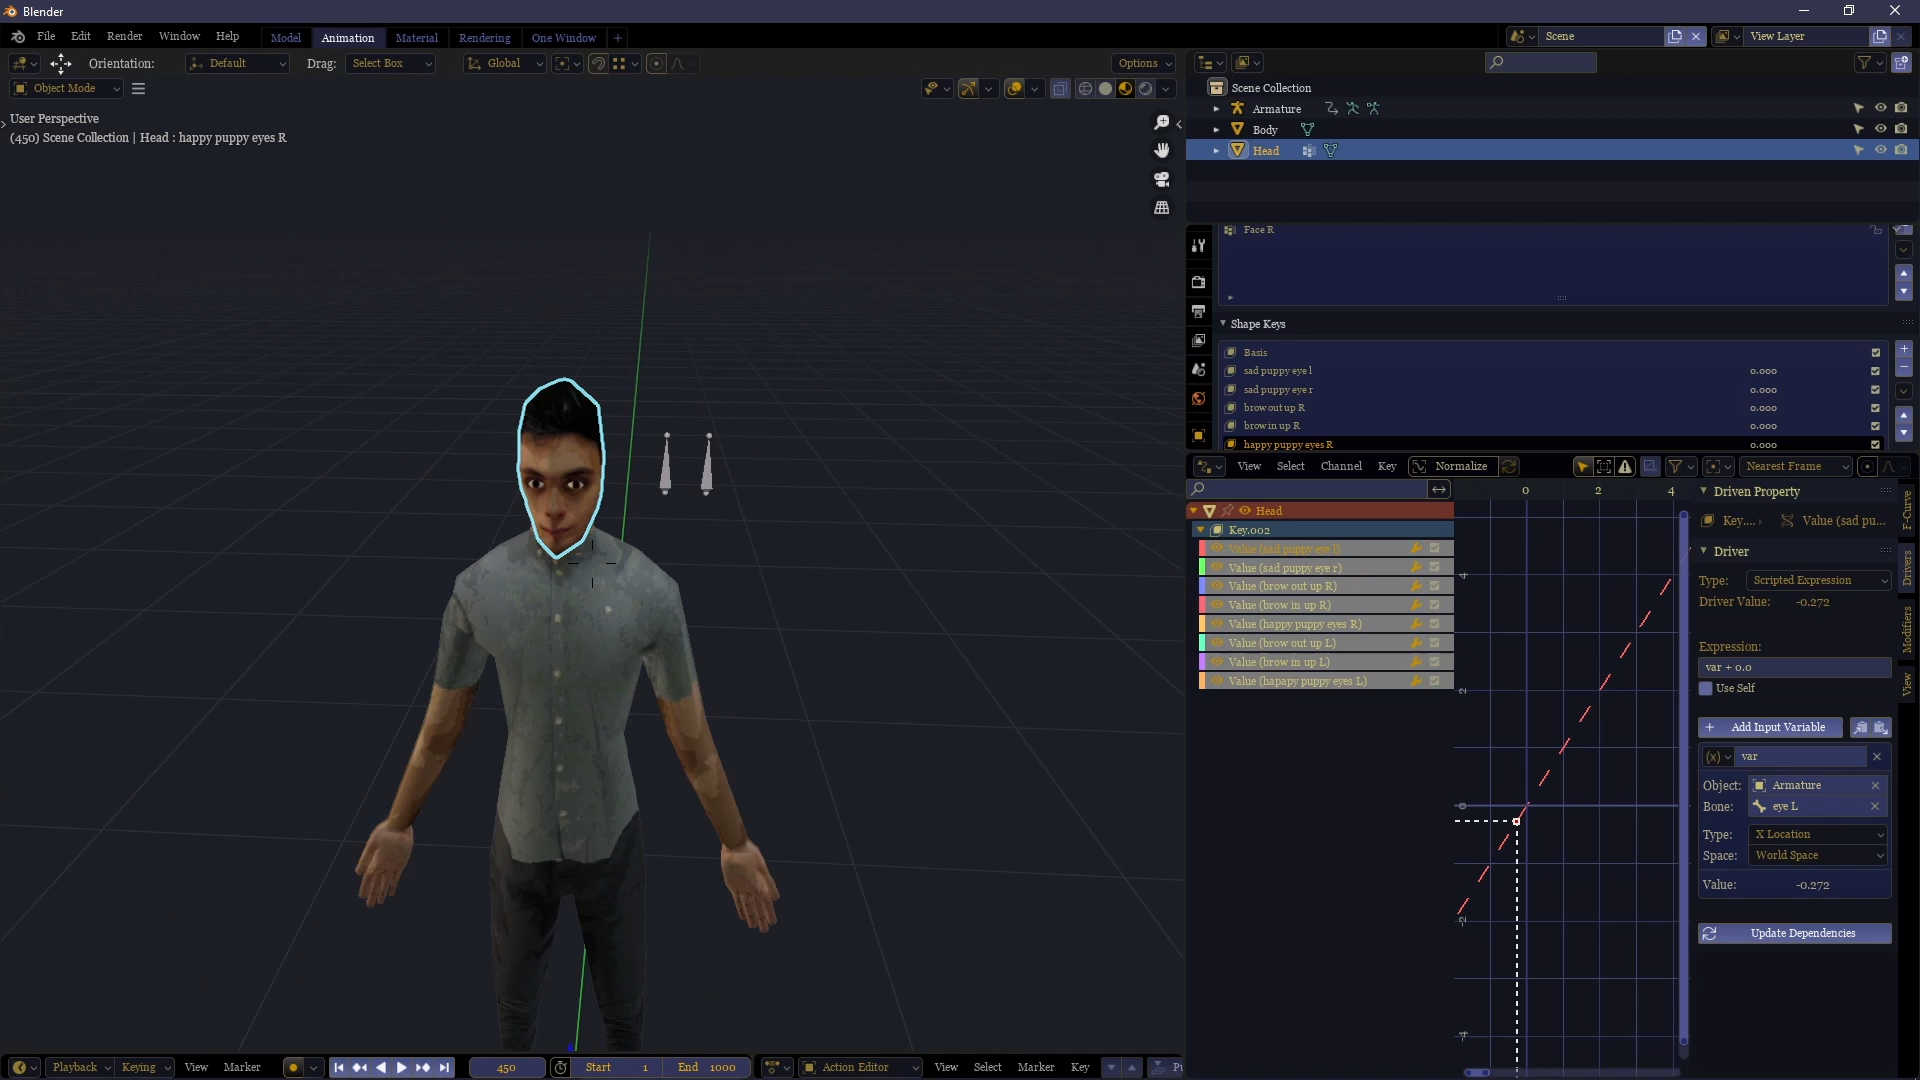 Blender
File Edit Render Window Help Model Animation Material Rendering One Window + Scene View Layer
Orientation: Default Drag: Select Box Global Options
Object Mode
User Perspective
(450) Scene Collection | Head : happy puppy eyes R
Scene Collection
Armature
Body
Head
Face R
Shape Keys
Basis
sad puppy eye l 0.000
sad puppy eye r 0.000
brow out up R 0.000
brow in up R 0.000
happy puppy eyes R 0.000
View Select Channel Key Normalize Nearest Frame
0 2 4
Head
Key.002
Value (sad puppy eye l)
Value (sad puppy eye r)
Value (brow out up R)
Value (brow in up R)
Value (happy puppy eyes R)
Value (brow out up L)
Value (brow in up L)
Value (hapapy puppy eyes L)
4
2
0
-2
-4
Driven Property
Key.... Value (sad pu...
Driver
Type: Scripted Expression
Driver Value: -0.272
Expression:
var + 0.0
Use Self
+ Add Input Variable
(x) var
Object: Armature
Bone: eye L
Type: X Location
Space: World Space
Value: -0.272
Update Dependencies
F-Curve
Drivers
Modifiers
View
Playback Keying View Marker 450 Start 1 End 1000 Action Editor View Select Marker Key Pu